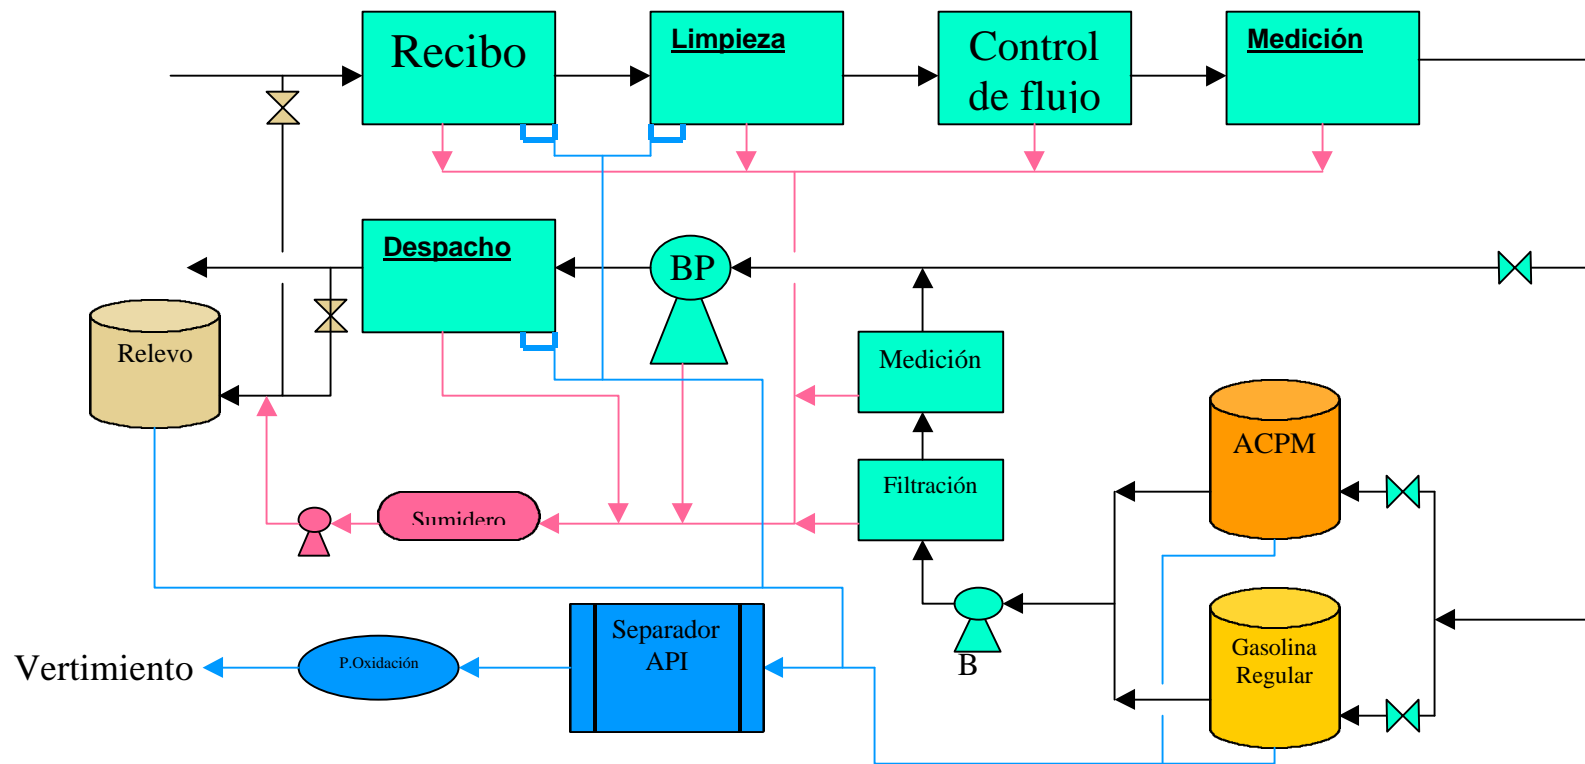 Recibo
Limpieza
Control
de flujo
Medición
Despacho
BP
Relevo
Medición
ACPM
Filtración
Sumidero
Separador
API
P.Oxidación
Vertimiento
B
Gasolina
Regular